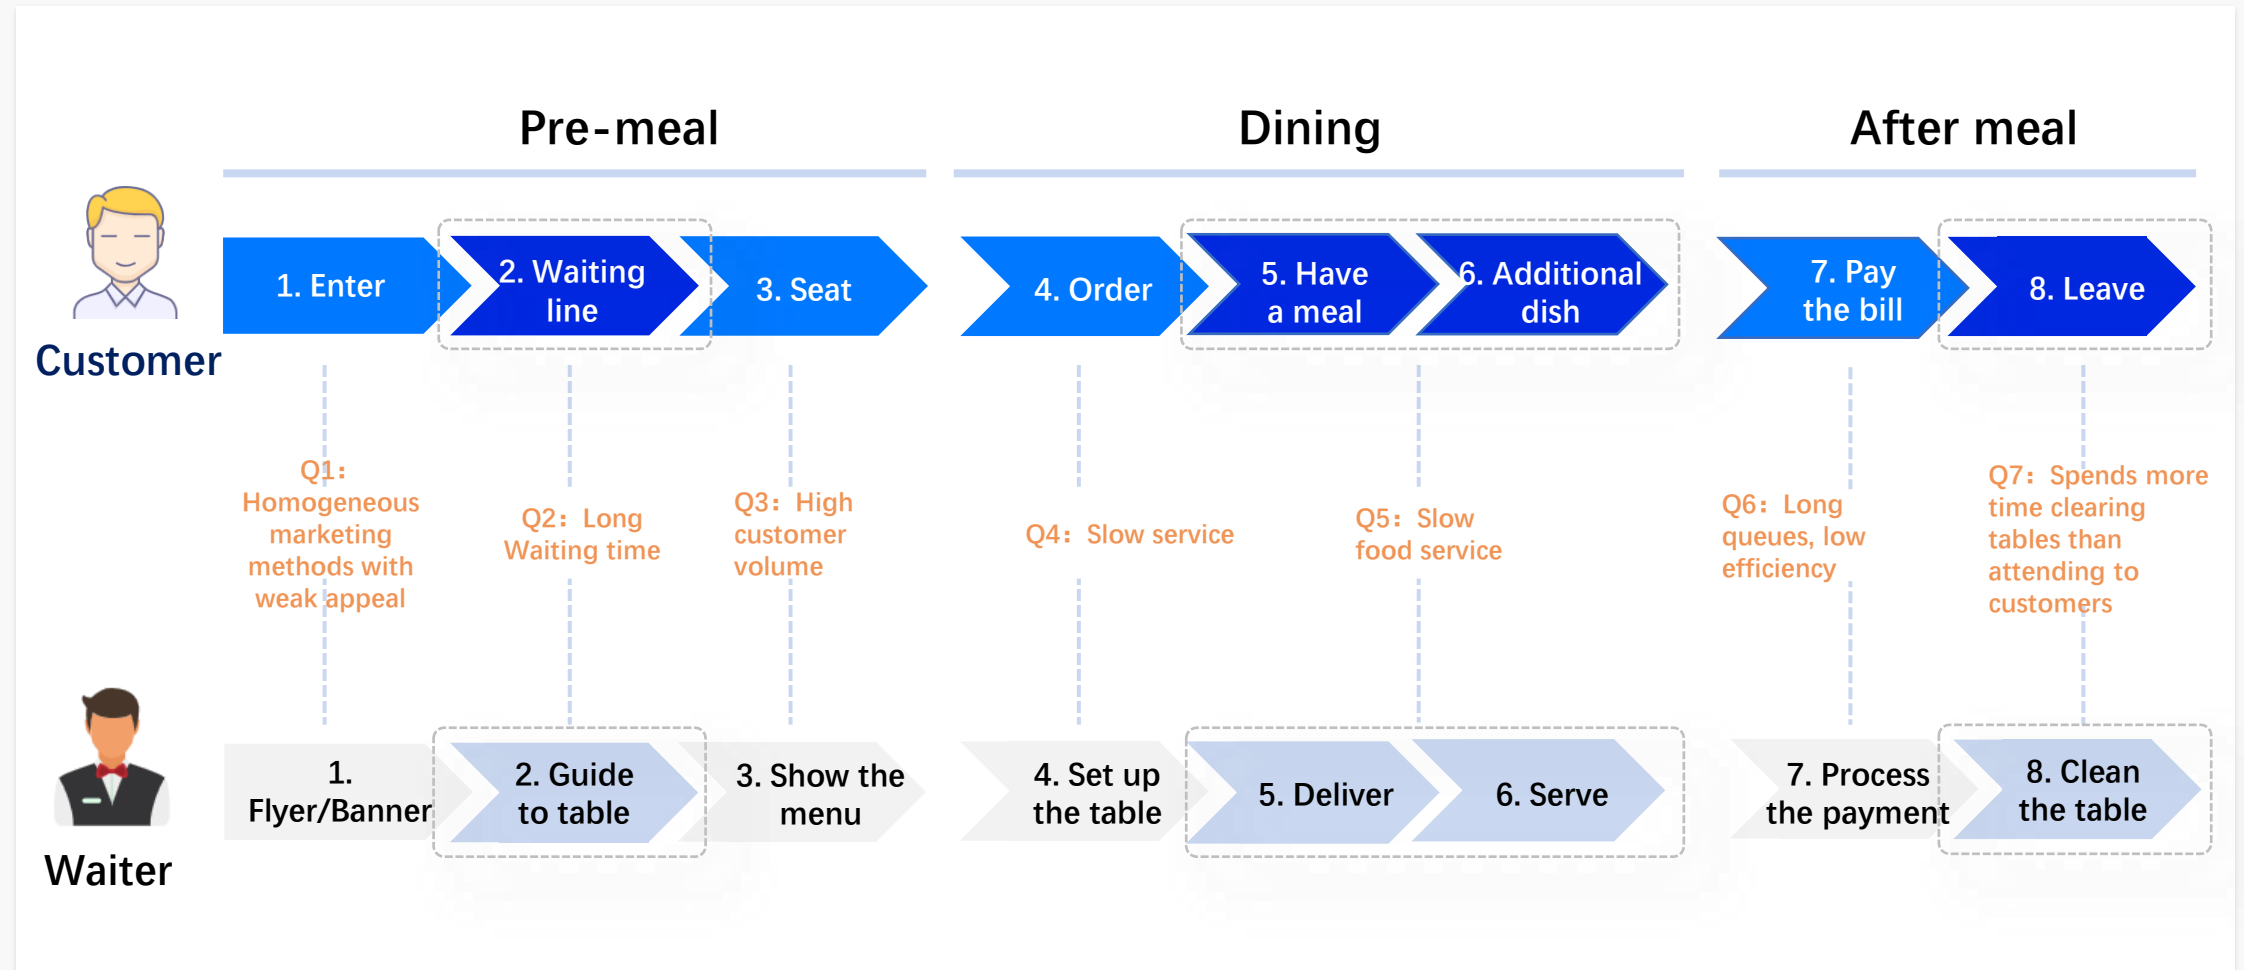 Pre-meal
Dining
After meal
Customer
1. Enter
2. Waiting
line
3. Seat
4. Order
5. Have
a meal
6. Additional
dish
7. Pay
the bill
8. Leave
Q1：
Homogeneous
marketing
methods with
weak appeal
Q2：Long
Waiting time
Q3：High
customer
volume
Q4：Slow service
Q5：Slow
food service
Q6：Long
queues, low
efficiency
Q7：Spends more
time clearing
tables than
attending to
customers
Waiter
1.
Flyer/Banner
2. Guide
to table
3. Show the
menu
4. Set up
the table
5. Deliver
6. Serve
7. Process
the payment
8. Clean
the table